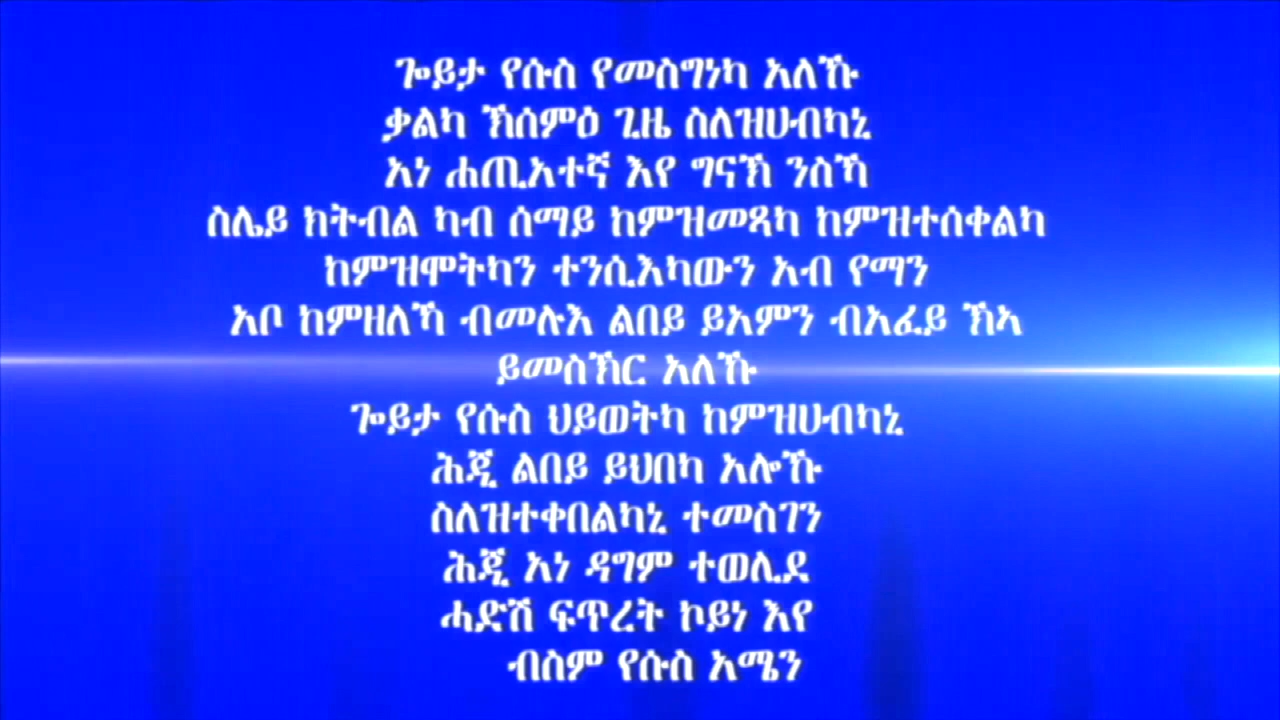 ጐይታ የሱስ የመስግነካ አለኹ
ቃልካ ኽሰምዕ ጊዜ ስለዝሀብካኒ
አነ ሐጢአተኛ እየ ግናኽ ንስኻ
ስሌይ ክትብል ካብ ሰማይ ከምዝመጻካ ከምዝተሰቀልካ
ከምዝሞትካን ተንሲእካውን አብ የማን
አቦ ከምዘለኻ ብመሉእ ልበይ ይአምን ብአፈይ ኽኣ
ይመስኽር አለኹ
ጐይታ የሱስ ህይወትካ ከምዝሀብካኒ
ሕጂ ልበይ ይህበካ አሎኹ
ስለዝተቀበልካኒ ተመስገን
ሕጂ አነ ዳግም ተወሊደ
ሓድሽ ፍጥረት ኮይነ እየ
ብስም የሱስ አሜን